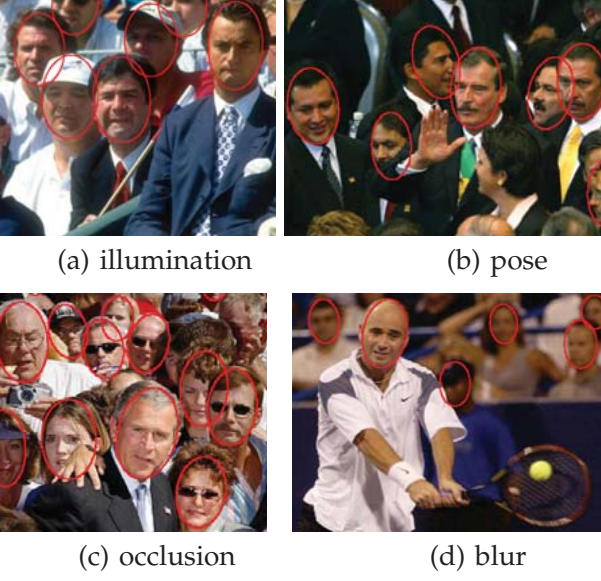 (a) illumination
(b) pose
(c) occlusion
(d) blur